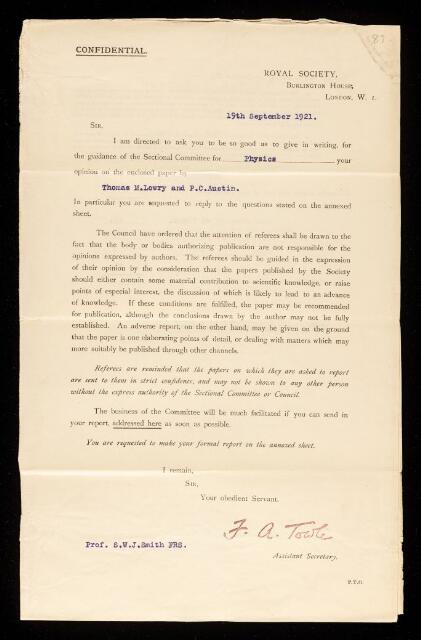 87.
CONFIDENTIAL.
ROYAL SOCIETY,
BURLINGTON HOUSE,
LONDON, W. 1.
19th September 1921.
SIR,
I am directed to ask you to be so good as to give in writing, for
the guidance of the Sectional Committee for Physics your
opinion on the enclosed paper by
Thomas M.Lowry and P.C.Austin.
In particular you are requested to reply to the questions stated on the annexed
sheet.
The Council have ordered that the attention of referees shall be drawn to the
fact that the body or bodies authorizing publication are not responsible for the
opinions expressed by authors. The referees should be guided in the expression
of their opinion by the consideration that the papers published by the Society
should either contain some material contribution to scientific knowledge, or raise
points of especial interest, the discussion of which is likely to lead to an advance
of knowledge. If these conditions are fulfilled, the paper may be recommended
for publication, although the conclusions drawn by the author may not be fully
established. An adverse report, on the other hand, may be given on the ground
that the paper is one elaborating points of detail, or dealing with matters which may
more suitably be published through other channels.
Referees are reminded that the papers on which they are asked to report
are sent to them in strict confidence, and may not be shown to any other person
without the express authority of the Sectional Committee or Council.
The business of the Committee will be much facilitated if you can send in
your report, addressed here as soon as possible.
You are requested to make your formal report on the annexed sheet.
I remain,
SIR,
Your obedient Servant,
F. A. Towle
Assistant Secretary.
Prof. S.W.J.Smith FRS.
P.T.O.